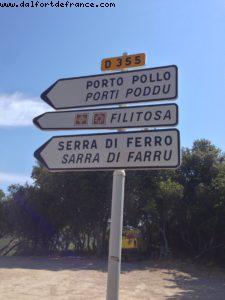 www.dalfortdefrance.com ©
D 355
PORTO POLLO
PORTI PODDU
FILITOSA
SERRA DI FERRO
SARRA DI FARRU